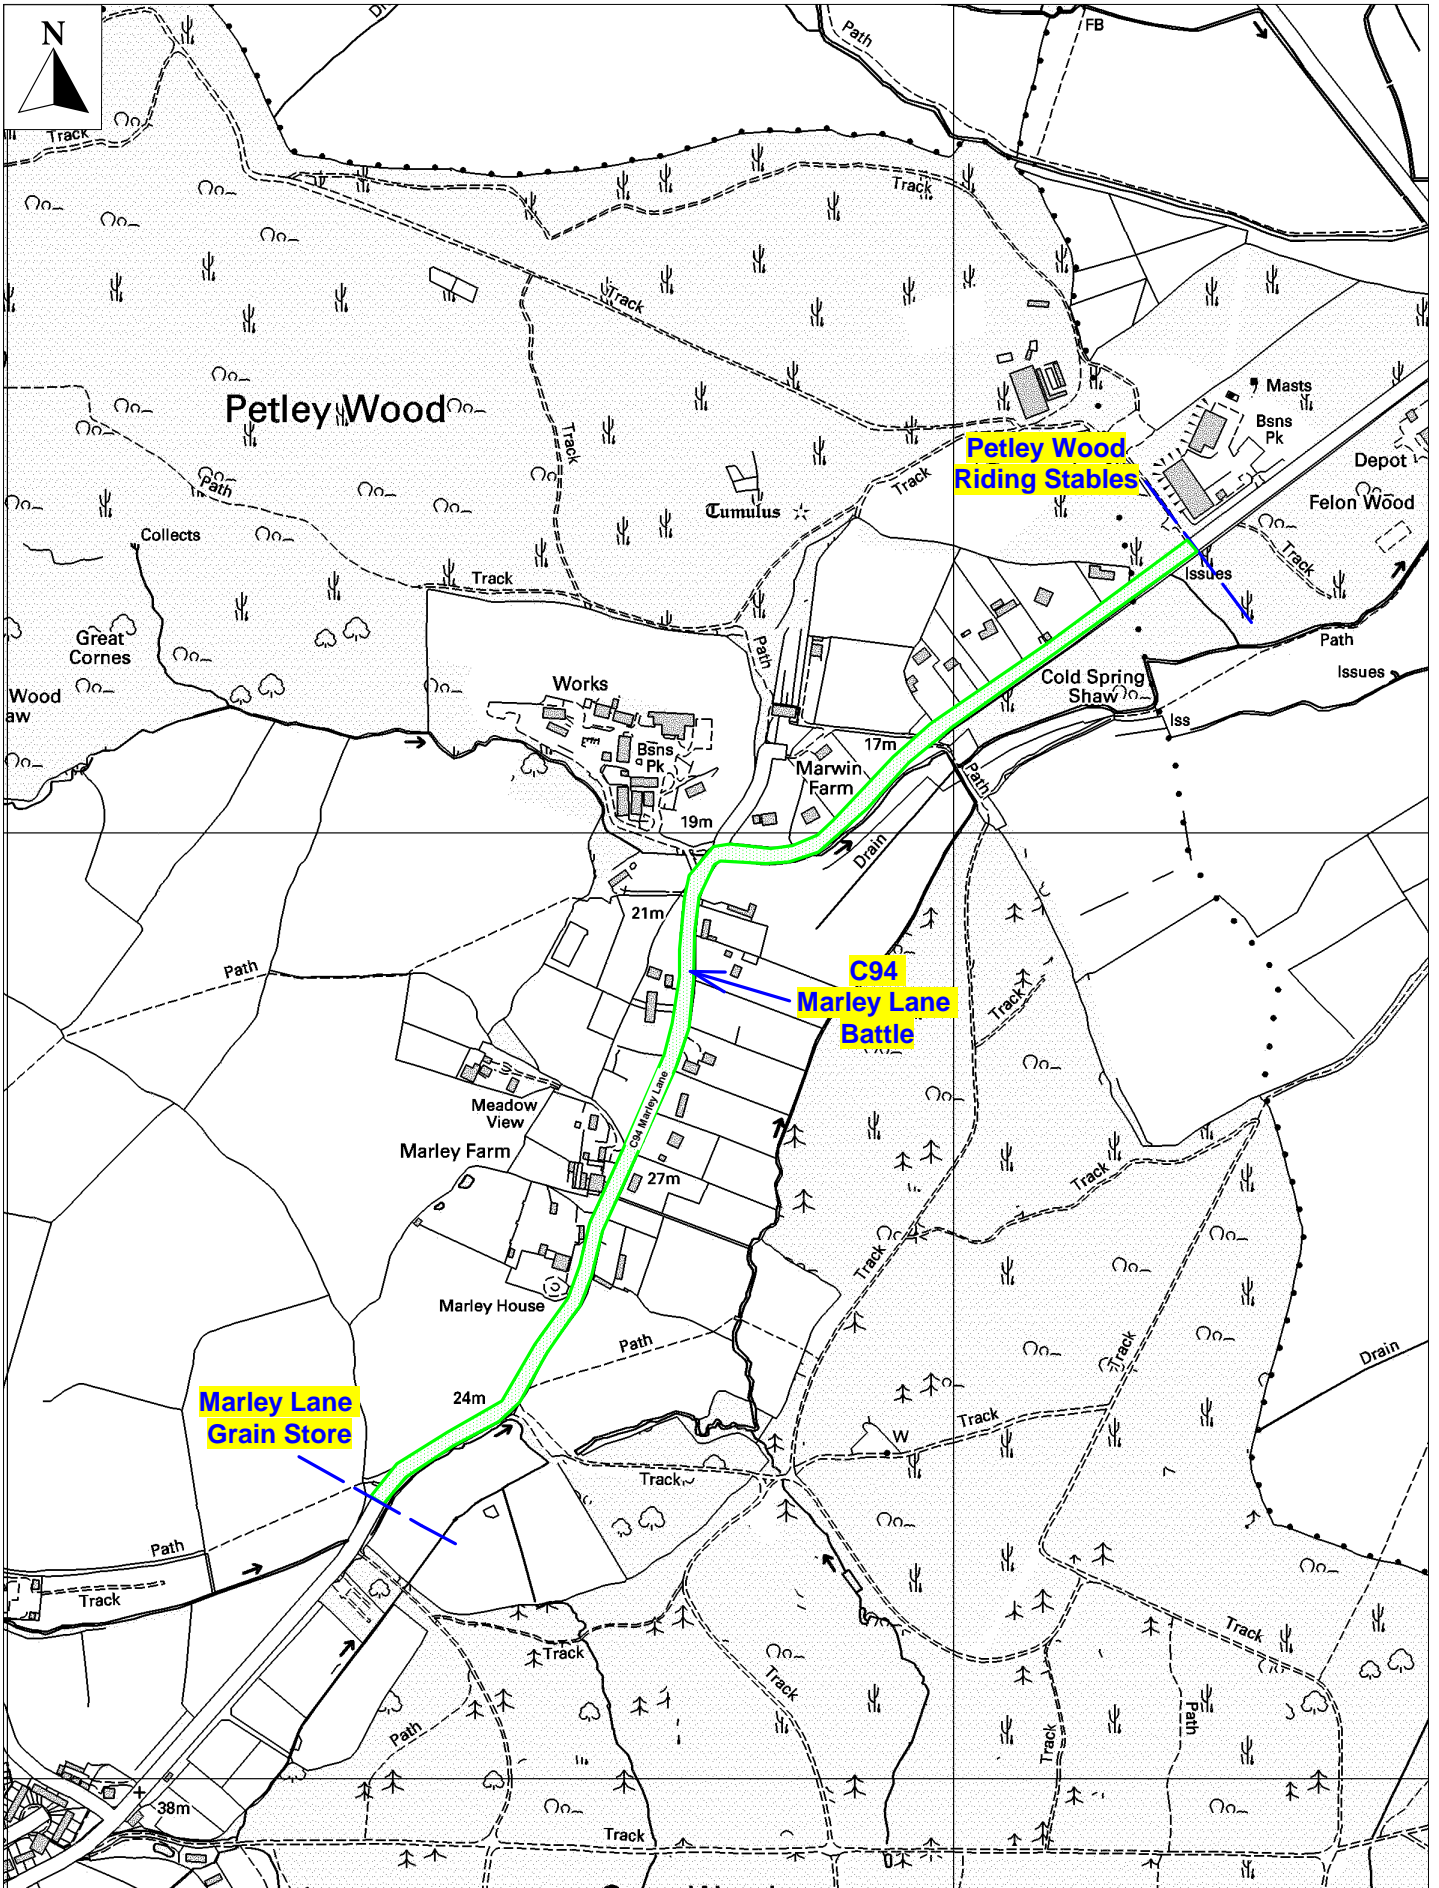 Dr
Path
FB
N
Track
Track
Track
Petley Wood
Track
Masts
Bsns
Pk
Depot
Felon Wood
Petley Wood
Riding Stables
Track
Path
Tumulus
Collects
Track
Track
Issues
Great
Cornes
Path
Path
Issues
Wood
aw
Works
Cold Spring
Shaw
Iss
Bsns
Pk
17m
Marwin
Farm
Path
19m
Drain
21m
Path
C94
Marley Lane
Battle
Track
C94 Marley Lane
Meadow
View
Marley Farm
27m
Track
Track
Marley House
Path
Track
Drain
Marley Lane
Grain Store
24m
Track
W
Track
Path
Track
Track
Track
Track
Path
Track
Path
38m
Track